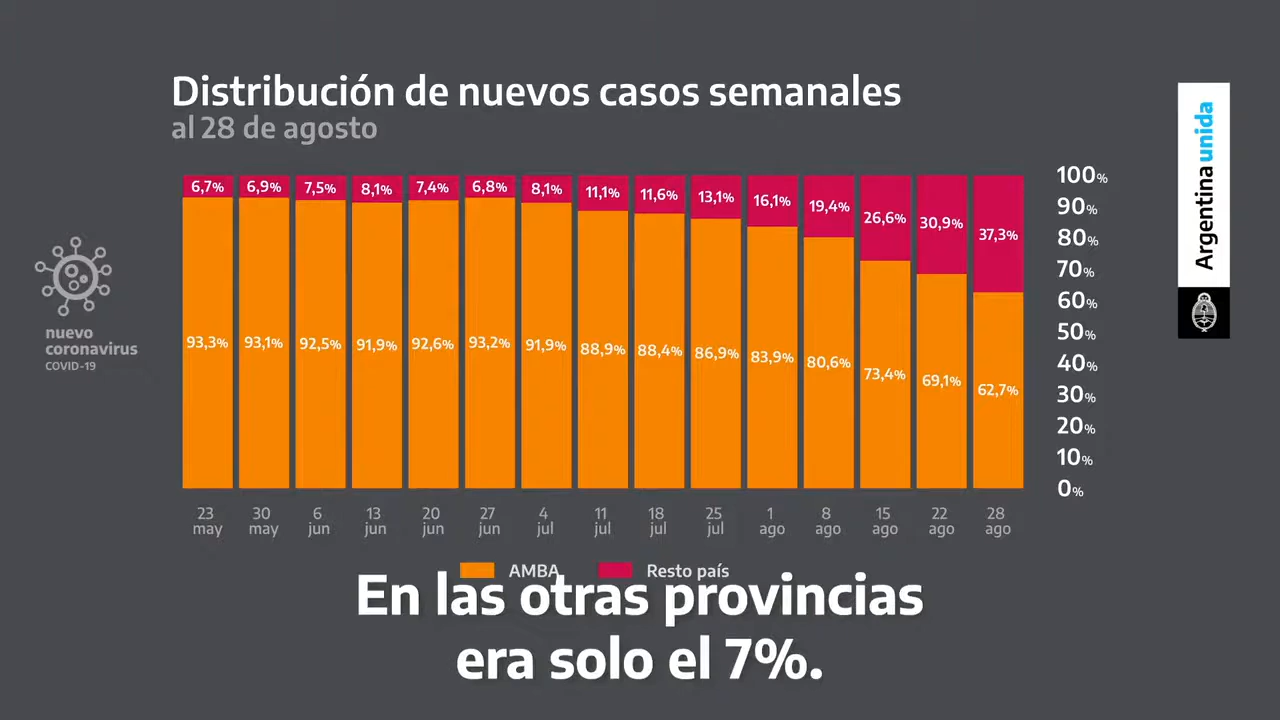 Distribución de nuevos casos semanales
al 28 de agosto
6,7% 6,9% 7,5% 8,1% 7,4% 6,8% 8,1% 11,1% 11,6% 13,1% 16,1% 19,4% 26,6% 30,9% 37,3%
93,3% 93,1% 92,5% 91,9% 92,6% 93,2% 91,9% 88,9% 88,4% 86,9% 83,9% 80,6% 73,4% 69,1% 62,7%
100%
90%
80%
70%
60%
50%
40%
30%
20%
10%
0%
23 30 6 13 20 27 4 11 18 25 1 8 15 22 28
may may jun jun jun jun jul jul jul jul ago ago ago ago ago
AMBA Resto país
nuevo
coronavirus
COVID-19
Argentina unida
En las otras provincias
era solo el 7%.